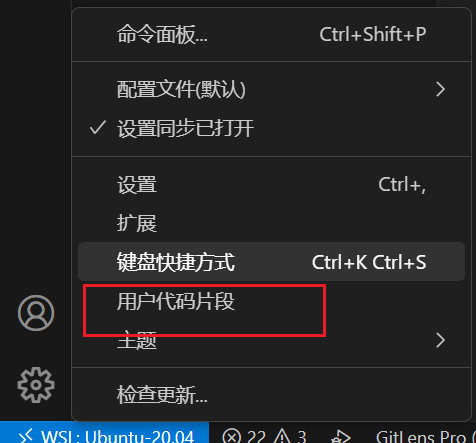 命令面板... Ctrl+Shift+P
配置文件(默认)
设置同步已打开
设置 Ctrl+,
扩展
键盘快捷方式 Ctrl+K Ctrl+S
用户代码片段
主题
检查更新...
WSL: Ubuntu-20.04 22 3 GitLens Pro